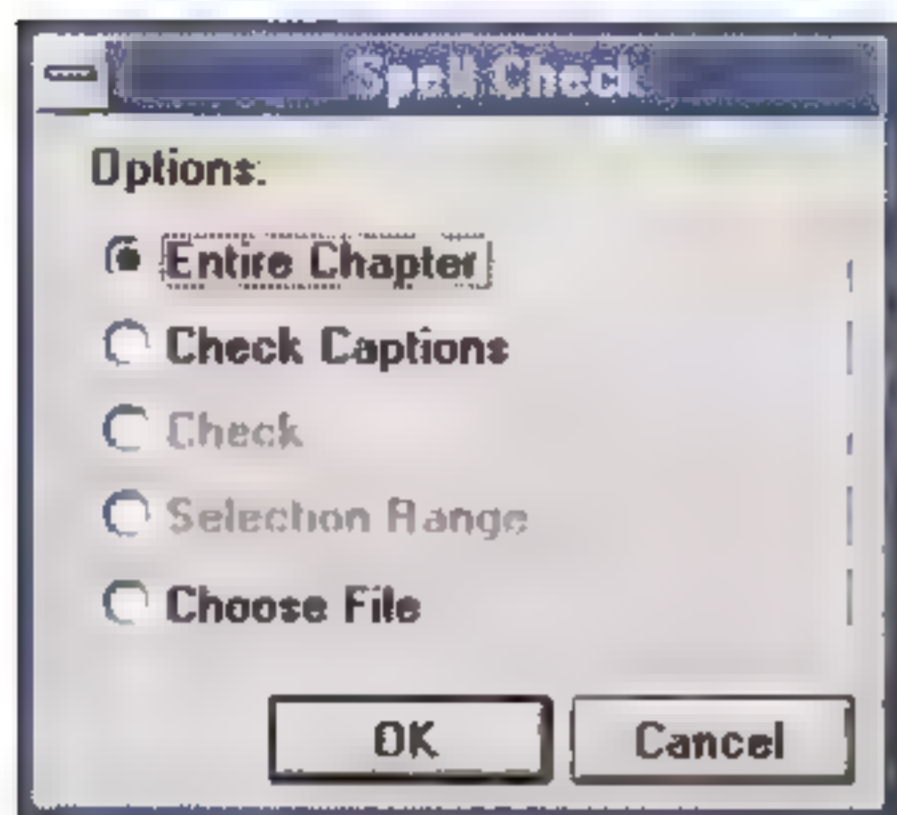 Spell Check
Options:
Entire Chapter
Check Captions
Check
Selection Range
Choose File
OK
Cancel